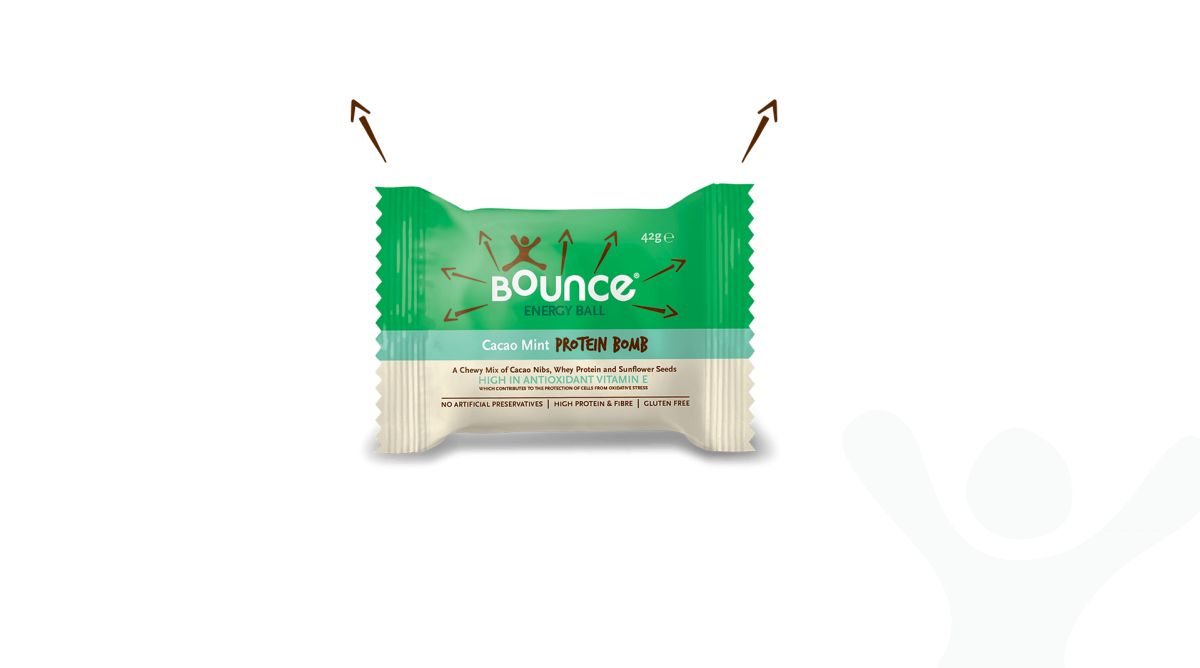 42g ℮
BOUNCE®
ENERGY BALL
Cacao Mint PROTEIN BOMB
A Chewy Mix of Cacao Nibs, Whey Protein and Sunflower Seeds
HIGH IN ANTIOXIDANT VITAMIN E
WHICH CONTRIBUTES TO THE PROTECTION OF CELLS FROM OXIDATIVE STRESS
NO ARTIFICIAL PRESERVATIVES | HIGH PROTEIN & FIBRE | GLUTEN FREE